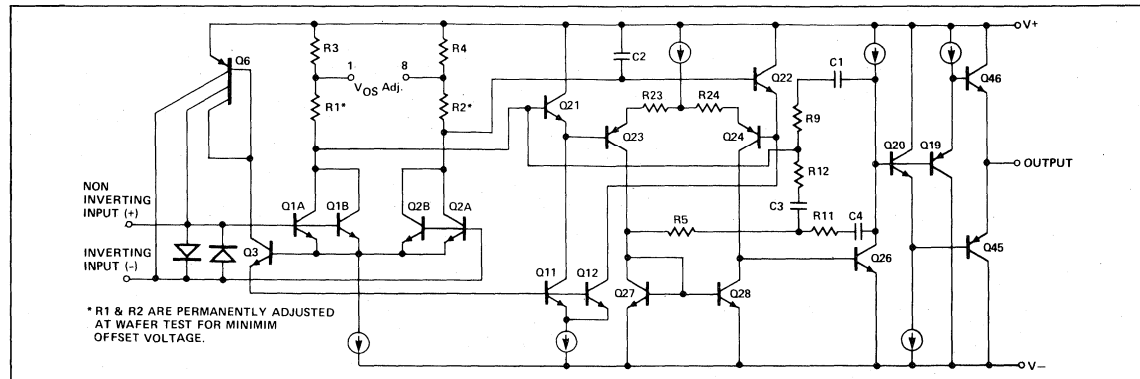 V+
R3
R4
Q6
1
8
VOS Adj.
C2
C1
Q22
Q46
R1*
R2*
Q21
R23
R24
R9
Q23
Q24
Q20
Q19
OUTPUT
R12
NON
INVERTING
INPUT (+)
Q1A
Q1B
Q2B
Q2A
C3
R5
R11
C4
INVERTING
INPUT (-)
Q3
Q26
Q45
Q11
Q12
Q27
Q28
* R1 & R2 ARE PERMANENTLY ADJUSTED
AT WAFER TEST FOR MINIMIM
OFFSET VOLTAGE.
V-